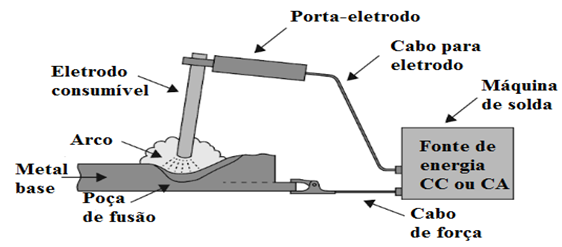 Porta-eletrodo
Cabo para
eletrodo
Eletrodo
consumível
Máquina
de solda
Arco
Fonte de
energia
CC ou CA
Metal
base
Poça
de fusão
Cabo
de força